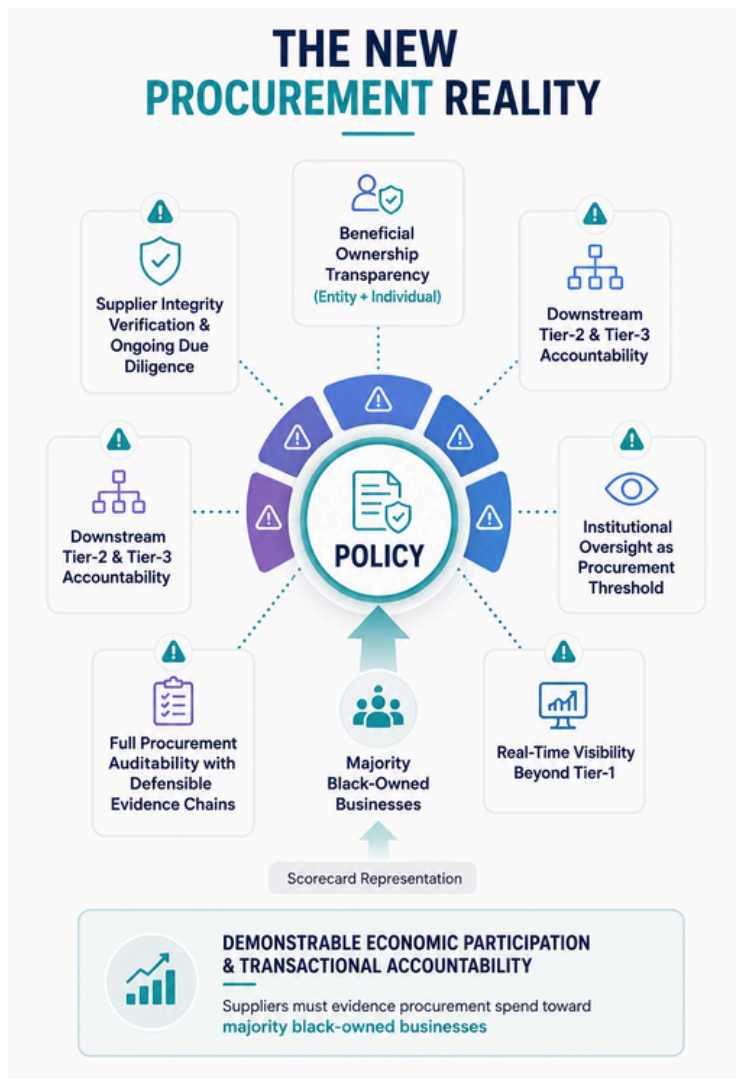 THE NEW
PROCUREMENT REALITY
Beneficial
Ownership
Transparency
(Entity + Individual)
Supplier Integrity
Verification &
Ongoing Due
Diligence
Downstream
Tier-2 & Tier-3
Accountability
Downstream
Tier-2 & Tier-3
Accountability
POLICY
Institutional
Oversight as
Procurement
Threshold
Full Procurement
Auditability with
Defensible
Evidence Chains
Majority
Black-Owned
Businesses
Real-Time Visibility
Beyond Tier-1
Scorecard Representation
DEMONSTRABLE ECONOMIC PARTICIPATION
& TRANSACTIONAL ACCOUNTABILITY
Suppliers must evidence procurement spend toward
majority black-owned businesses